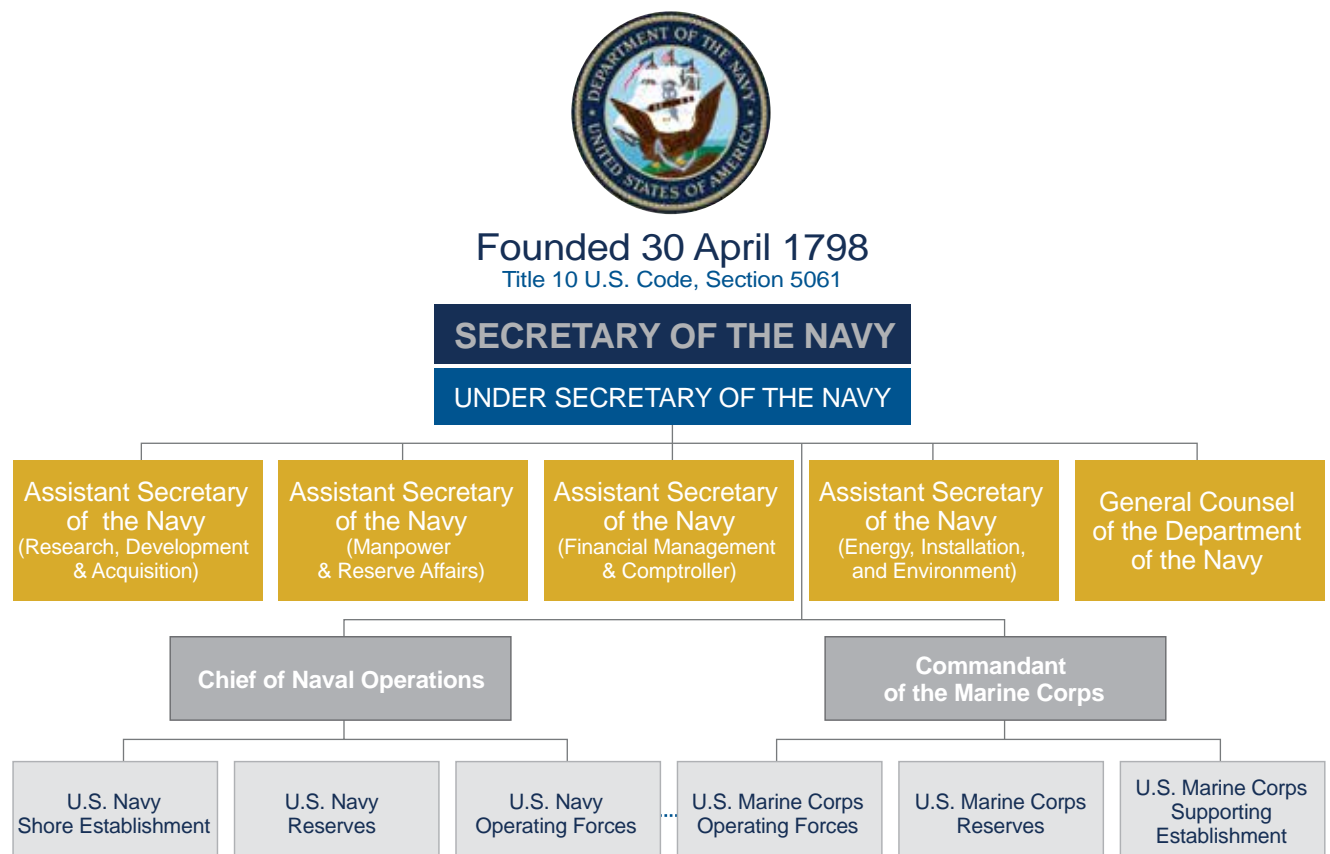 DEPARTMENT OF THE NAVY
UNITED STATES OF AMERICA
Founded 30 April 1798
Title 10 U.S. Code, Section 5061
SECRETARY OF THE NAVY
UNDER SECRETARY OF THE NAVY
Assistant Secretary
of the Navy
(Research, Development
& Acquisition)
Assistant Secretary
of the Navy
(Manpower
& Reserve Affairs)
Assistant Secretary
of the Navy
(Financial Management
& Comptroller)
Assistant Secretary
of the Navy
(Energy, Installation,
and Environment)
General Counsel
of the Department
of the Navy
Chief of Naval Operations
Commandant
of the Marine Corps
U.S. Navy
Shore Establishment
U.S. Navy
Reserves
U.S. Navy
Operating Forces
U.S. Marine Corps
Operating Forces
U.S. Marine Corps
Reserves
U.S. Marine Corps
Supporting
Establishment